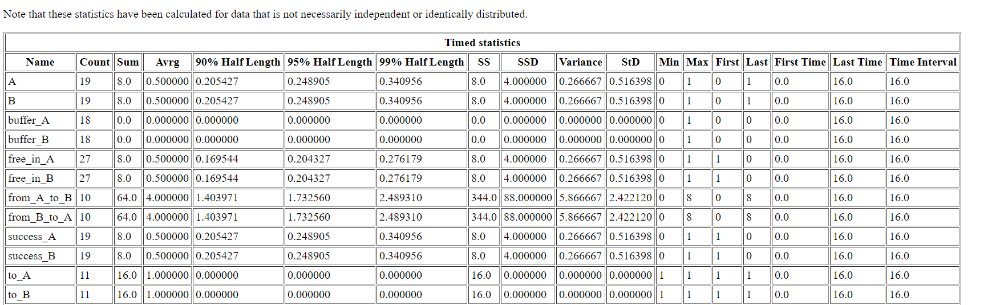 Note that these statistics have been calculated for data that is not necessarily independent or identically distributed.
Timed statistics
Name Count Sum Avrg 90% Half Length 95% Half Length 99% Half Length SS SSD Variance StD Min Max First Last First Time Last Time Time Interval
A 19 8.0 0.500000 0.205427 0.248905 0.340956 8.0 4.000000 0.266667 0.516398 0 1 0 1 0.0 16.0 16.0
B 19 8.0 0.500000 0.205427 0.248905 0.340956 8.0 4.000000 0.266667 0.516398 0 1 0 1 0.0 16.0 16.0
buffer_A 18 0.0 0.000000 0.000000 0.000000 0.000000 0.0 0.000000 0.000000 0.000000 0 1 0 0 0.0 16.0 16.0
buffer_B 18 0.0 0.000000 0.000000 0.000000 0.000000 0.0 0.000000 0.000000 0.000000 0 1 0 0 0.0 16.0 16.0
free_in_A 27 8.0 0.500000 0.169544 0.204327 0.276179 8.0 4.000000 0.266667 0.516398 0 1 1 0 0.0 16.0 16.0
free_in_B 27 8.0 0.500000 0.169544 0.204327 0.276179 8.0 4.000000 0.266667 0.516398 0 1 1 0 0.0 16.0 16.0
from_A_to_B 10 64.0 4.000000 1.403971 1.732560 2.489310 344.0 88.000000 5.866667 2.422120 0 8 0 8 0.0 16.0 16.0
from_B_to_A 10 64.0 4.000000 1.403971 1.732560 2.489310 344.0 88.000000 5.866667 2.422120 0 8 0 8 0.0 16.0 16.0
success_A 19 8.0 0.500000 0.205427 0.248905 0.340956 8.0 4.000000 0.266667 0.516398 0 1 1 0 0.0 16.0 16.0
success_B 19 8.0 0.500000 0.205427 0.248905 0.340956 8.0 4.000000 0.266667 0.516398 0 1 1 0 0.0 16.0 16.0
to_A 11 16.0 1.000000 0.000000 0.000000 0.000000 16.0 0.000000 0.000000 0.000000 1 1 1 1 0.0 16.0 16.0
to_B 11 16.0 1.000000 0.000000 0.000000 0.000000 16.0 0.000000 0.000000 0.000000 1 1 1 1 0.0 16.0 16.0